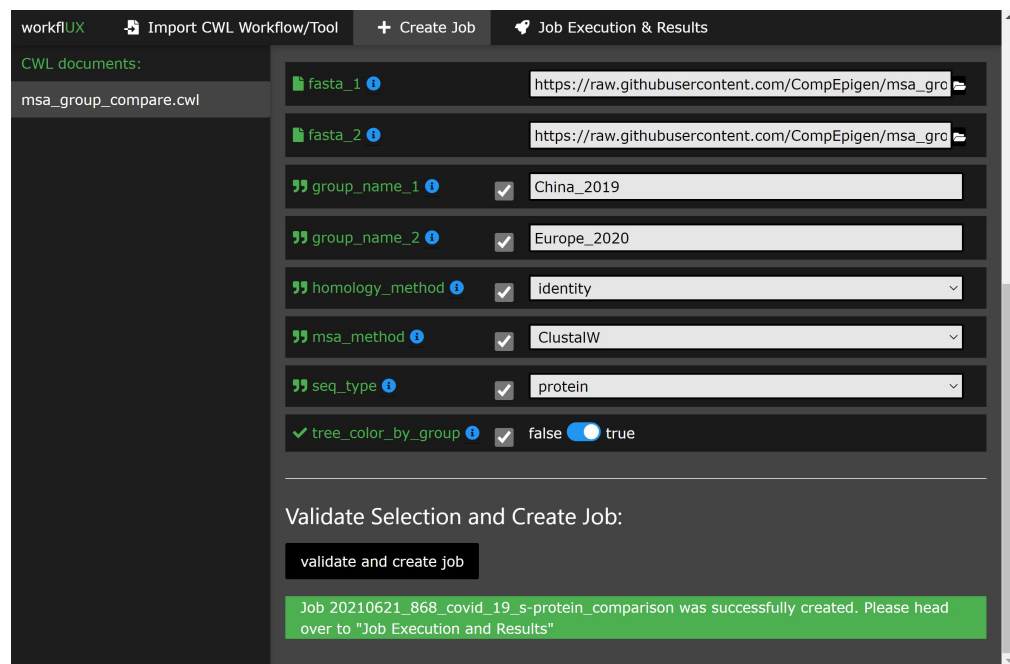 workflUX Import CWL Workflow/Tool Create Job Job Execution & Results
CWL documents:
msa_group_compare.cwl
fasta_1 https://raw.githubusercontent.com/CompEpigen/msa_gro
fasta_2 https://raw.githubusercontent.com/CompEpigen/msa_gro
group_name_1 China_2019
group_name_2 Europe_2020
homology_method identity
msa_method ClustalW
seq_type protein
tree_color_by_group false true
Validate Selection and Create Job:
validate and create job
Job 20210621_868_covid_19_s-protein_comparison was successfully created. Please head
over to "Job Execution and Results"